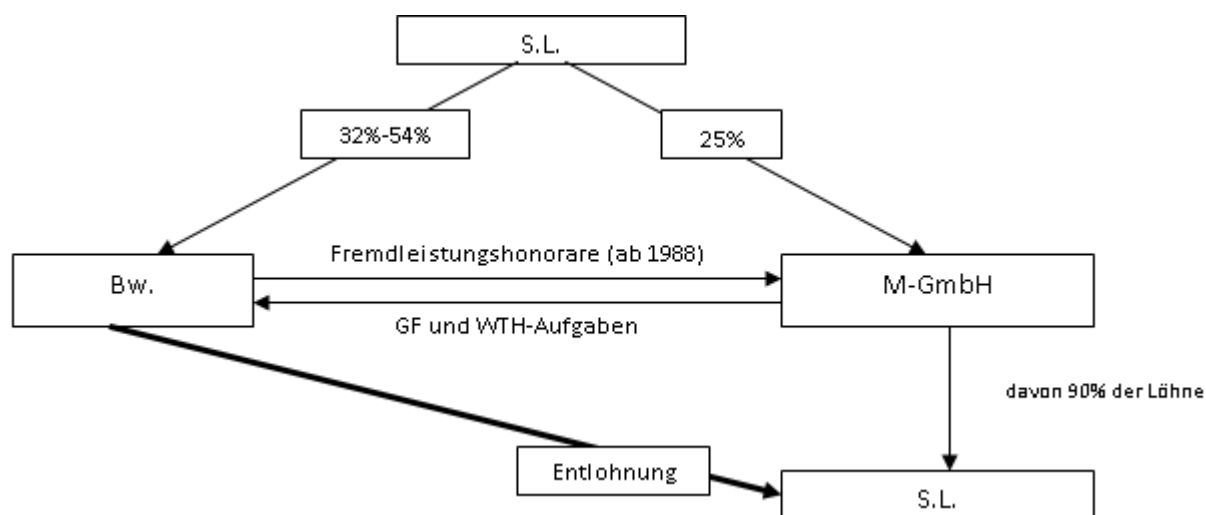 S.L.
32%-54%
25%
Fremdleistungshonorare (ab 1988)
Bw.
M-GmbH
GF und WTH-Aufgaben
davon 90% der Löhne
Entlohnung
S.L.